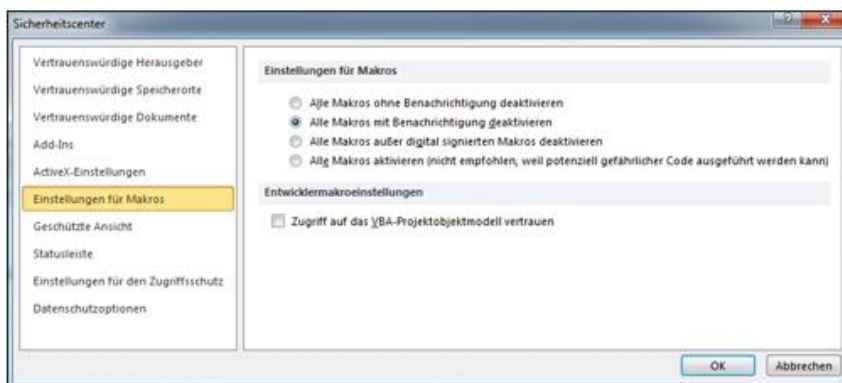 Sicherheitscenter
Vertrauenswürdige Herausgeber
Vertrauenswürdige Speicherorte
Vertrauenswürdige Dokumente
Add-Ins
ActiveX-Einstellungen
Einstellungen für Makros
Geschützte Ansicht
Statusleiste
Einstellungen für den Zugriffsschutz
Datenschutzoptionen
Einstellungen für Makros
Alle Makros ohne Benachrichtigung deaktivieren
Alle Makros mit Benachrichtigung deaktivieren
Alle Makros außer digital signierten Makros deaktivieren
Alle Makros aktivieren (nicht empfohlen, weil potenziell gefährlicher Code ausgeführt werden kann)
Entwicklermakroeinstellungen
Zugriff auf das VBA-Projektobjektmodell vertrauen
OK
Abbrechen